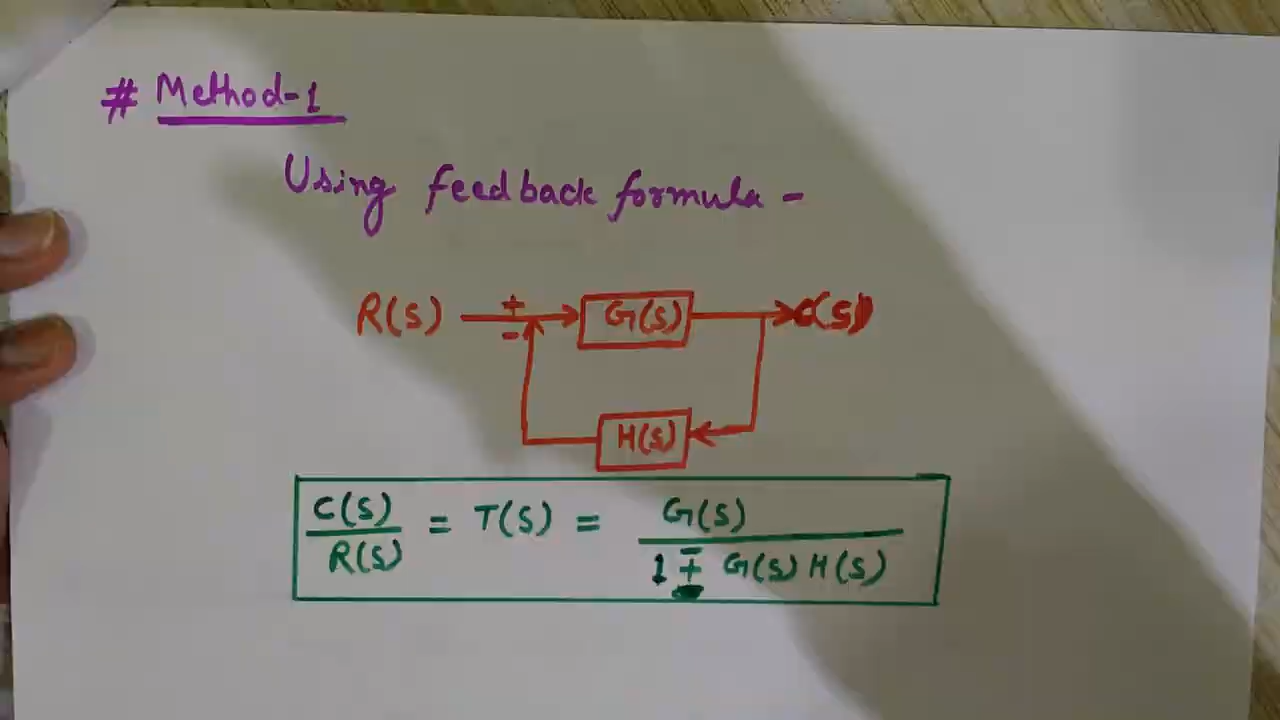 # Method-1
Using feedback formula -
R(s) + - G(s) C(s)
H(s)
C(s)/R(s) = T(s) = G(s)/1 ∓ G(s) H(s)